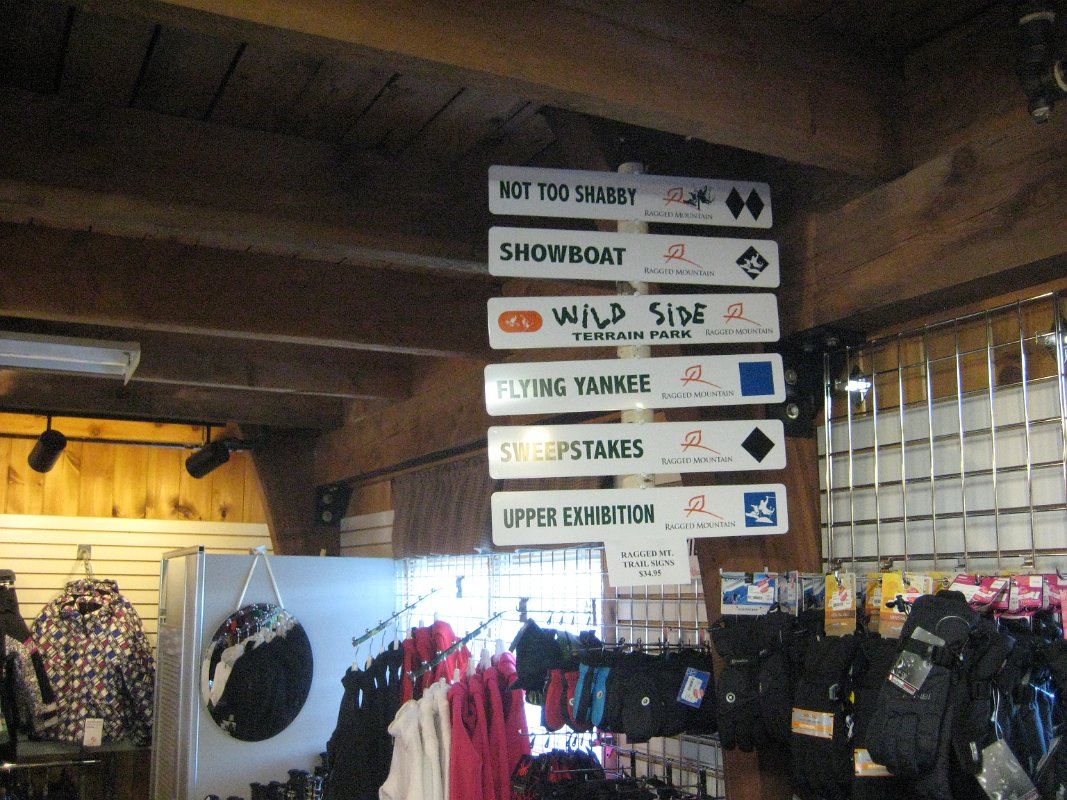 NOT TOO SHABBY
RAGGED MOUNTAIN
SHOWBOAT
RAGGED MOUNTAIN
WiLD SiDE
TERRAIN PARK
RAGGED MOUNTAIN
FLYING YANKEE
RAGGED MOUNTAIN
SWEEPSTAKES
RAGGED MOUNTAIN
UPPER EXHIBITION
RAGGED MOUNTAIN
RAGGED MT.
TRAIL SIGNS
$34.95